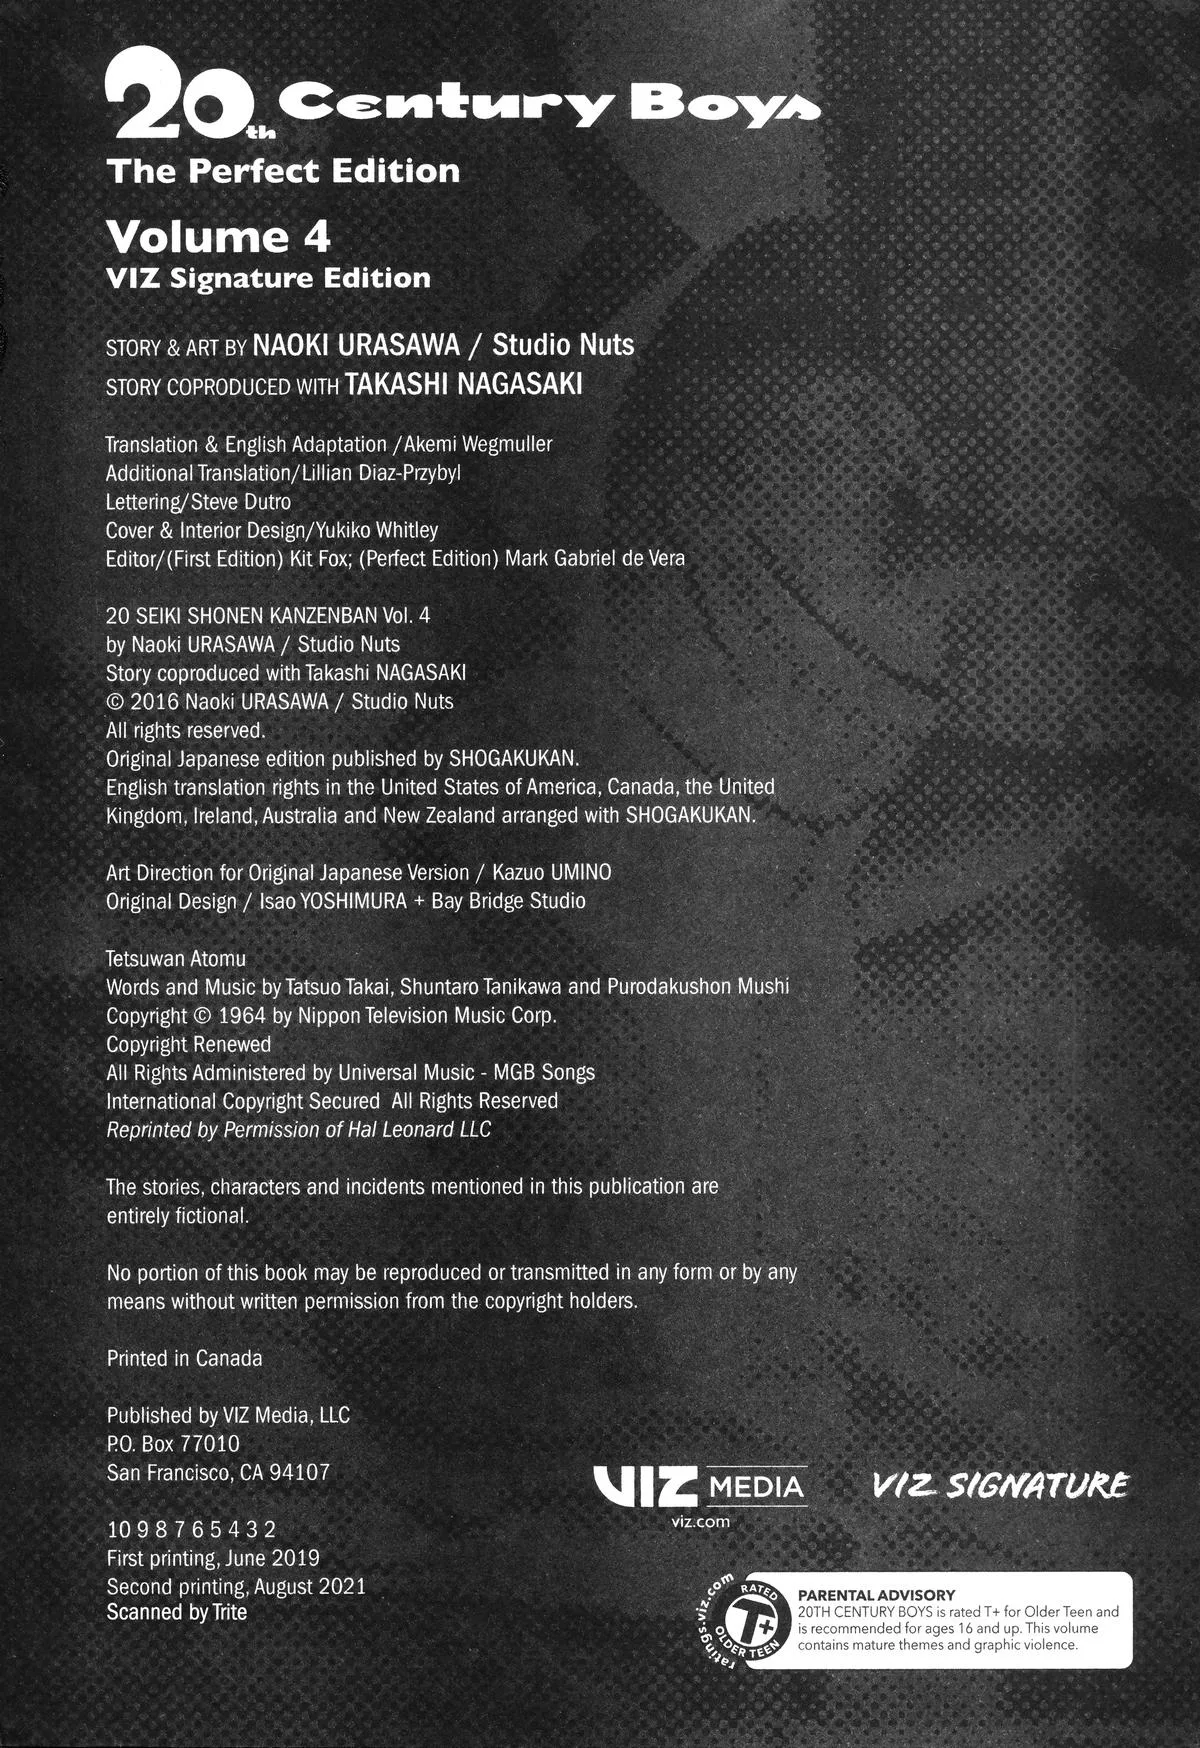 20th Century Boys
The Perfect Edition
Volume 4
VIZ Signature Edition
STORY & ART BY NAOKI URASAWA / Studio Nuts
STORY COPRODUCED WITH TAKASHI NAGASAKI
Translation & English Adaptation /Akemi Wegmuller
Additional Translation/Lillian Diaz-Przybyl
Lettering/Steve Dutro
Cover & Interior Design/Yukiko Whitley
Editor/(First Edition) Kit Fox; (Perfect Edition) Mark Gabriel de Vera
20 SEIKI SHONEN KANZENBAN Vol. 4
by Naoki URASAWA / Studio Nuts
Story coproduced with Takashi NAGASAKI
© 2016 Naoki URASAWA / Studio Nuts
All rights reserved.
Original Japanese edition published by SHOGAKUKAN.
English translation rights in the United States of America, Canada, the United
Kingdom, Ireland, Australia and New Zealand arranged with SHOGAKUKAN.
Art Direction for Original Japanese Version / Kazuo UMINO
Original Design / Isao YOSHIMURA + Bay Bridge Studio
Tetsuwan Atomu
Words and Music by Tatsuo Takai, Shuntaro Tanikawa and Purodakushon Mushi
Copyright © 1964 by Nippon Television Music Corp.
Copyright Renewed
All Rights Administered by Universal Music - MGB Songs
International Copyright Secured All Rights Reserved
Reprinted by Permission of Hal Leonard LLC
The stories, characters and incidents mentioned in this publication are
entirely fictional.
No portion of this book may be reproduced or transmitted in any form or by any
means without written permission from the copyright holders.
Printed in Canada
Published by VIZ Media, LLC
P.O. Box 77010
San Francisco, CA 94107
10 9 8 7 6 5 4 3 2
First printing, June 2019
Second printing, August 2021
Scanned by Trite
VIZ MEDIA
viz.com
VIZ SIGNATURE
ratings.viz.com
RATED
T+
OLDER TEEN
PARENTAL ADVISORY
20TH CENTURY BOYS is rated T+ for Older Teen and
is recommended for ages 16 and up. This volume
contains mature themes and graphic violence.